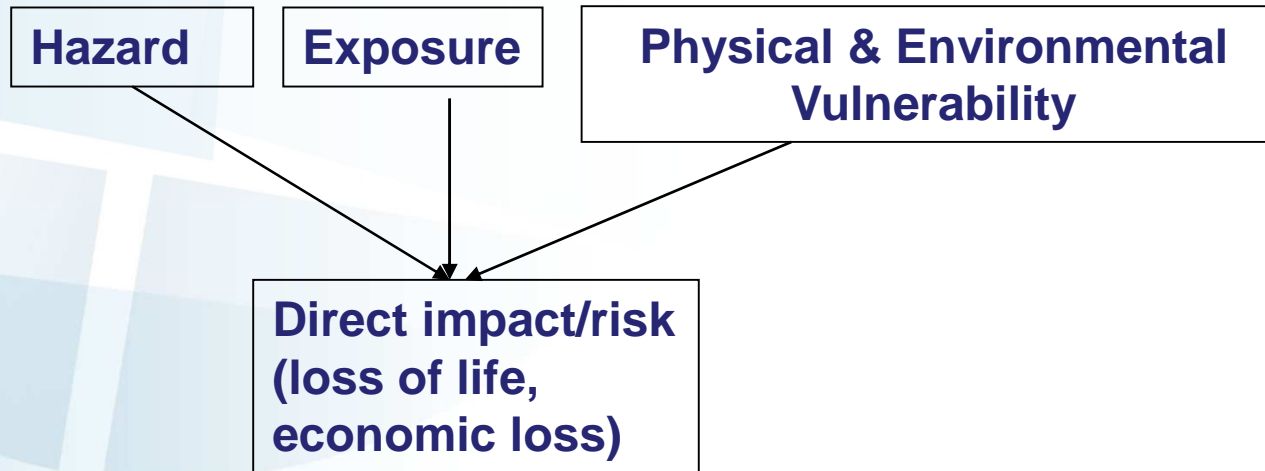 Hazard
Exposure
Physical & Environmental
Vulnerability
Direct impact/risk
(loss of life,
economic loss)